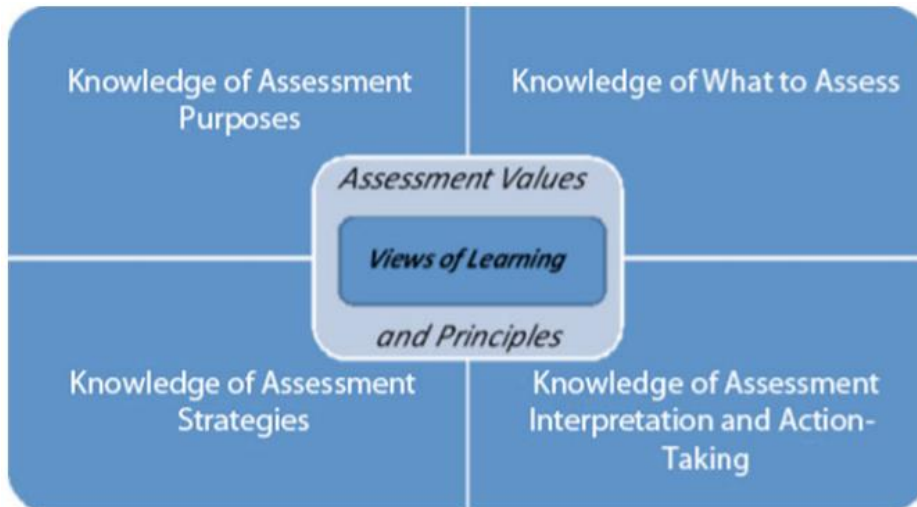 Knowledge of Assessment
Purposes
Knowledge of What to Assess
Assessment Values
Views of Learning
and Principles
Knowledge of Assessment
Strategies
Knowledge of Assessment
Interpretation and Action-
Taking